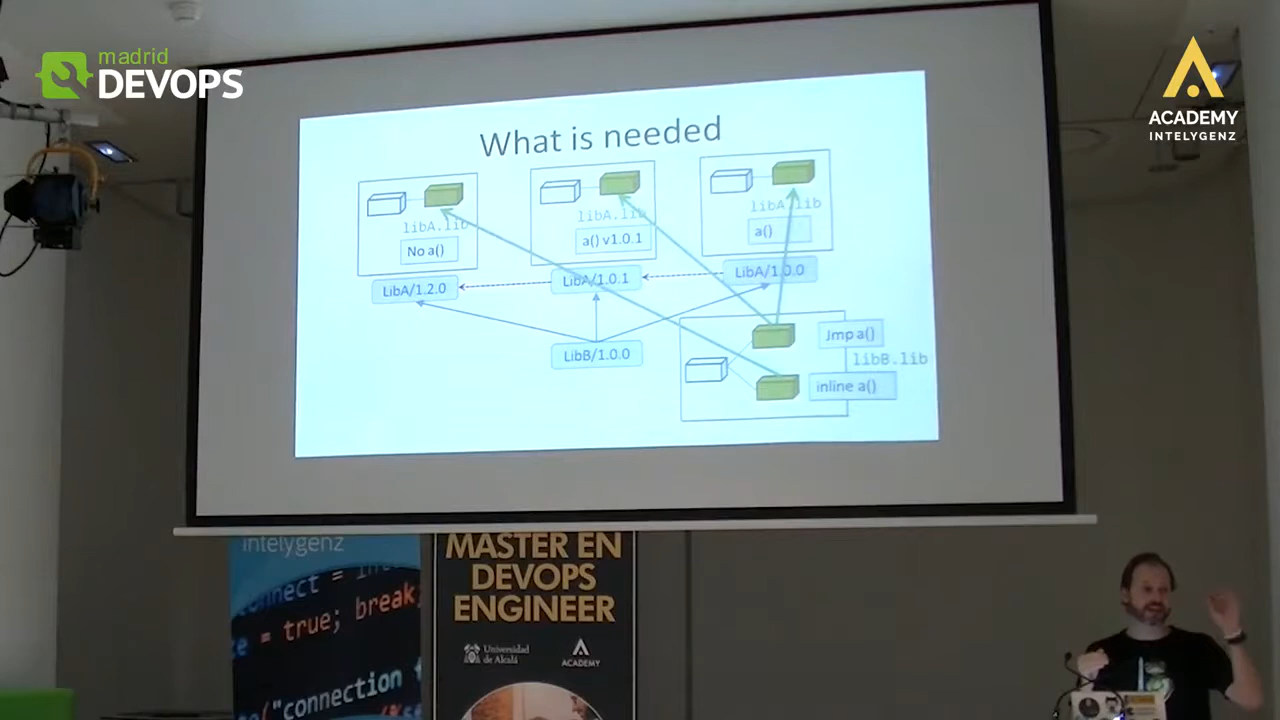 madrid
DEVOPS
ACADEMY
INTELYGENZ
What is needed
libA.lib
No a()
LibA/1.2.0
libA.lib
a() v1.0.1
LibA/1.0.1
libA.lib
a()
LibA/1.0.0
LibB/1.0.0
Jmp a()
libB.lib
inline a()
intelygenz
= true; break;
("connection
MASTER EN
DEVOPS
ENGINEER
Universidad
de Alcalá
ACADEMY